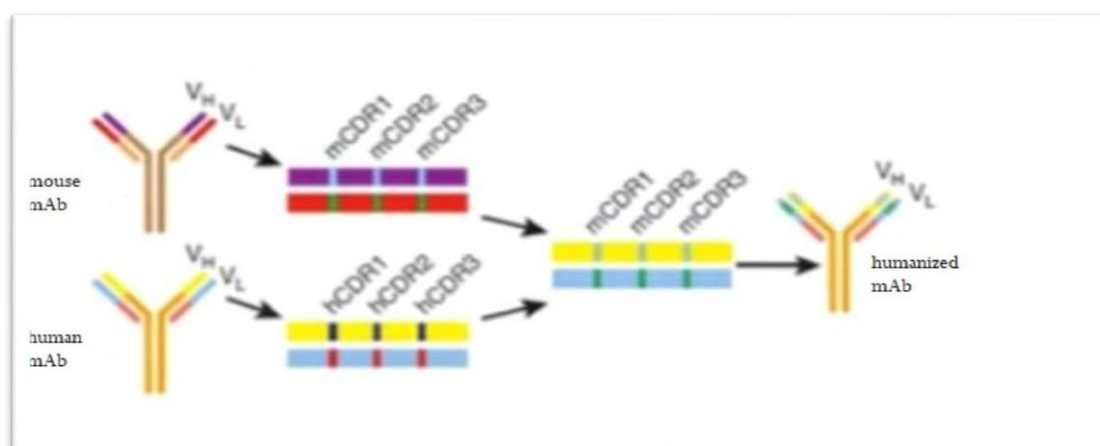 VH
VL
mCDR1
mCDR2
mCDR3
mouse
mAb
mCDR1
mCDR2
mCDR3
VH
VL
humanized
mAb
VH
VL
hCDR1
hCDR2
hCDR3
human
mAb